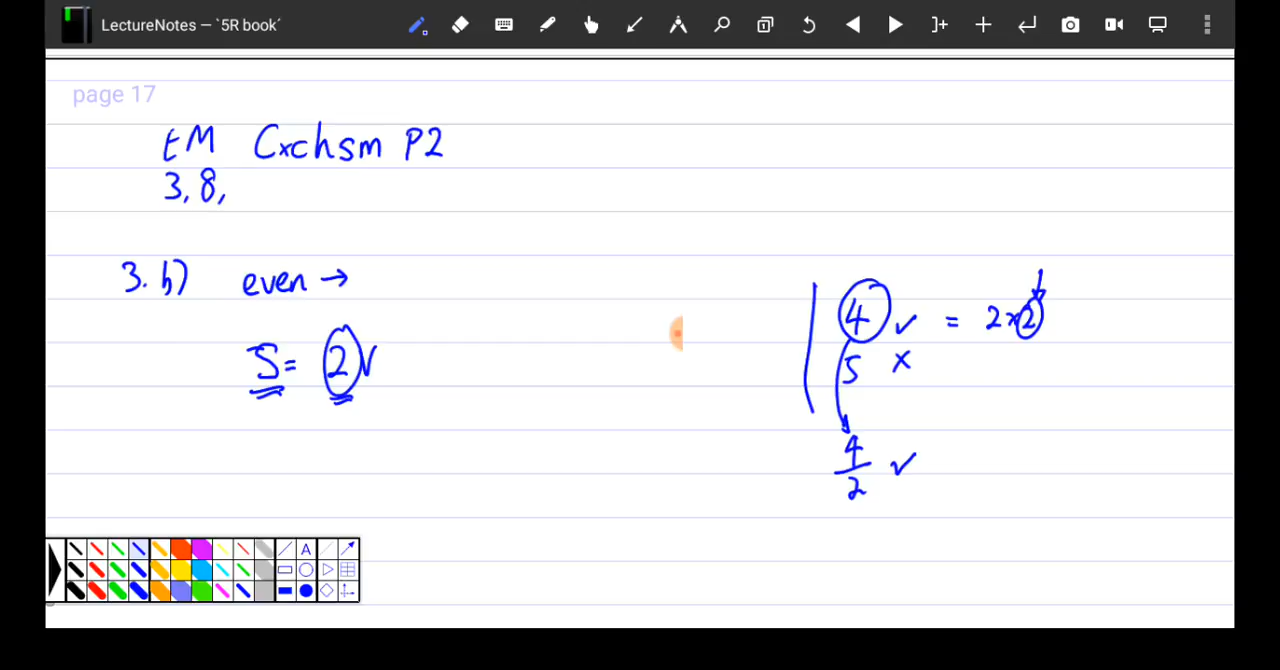 LectureNotes — `5R book´
page 17
EM Cxchsm P2
3, 8,
3. b) even →
S = 2
4 ✓ = 2×2
5 x
4/2 ✓